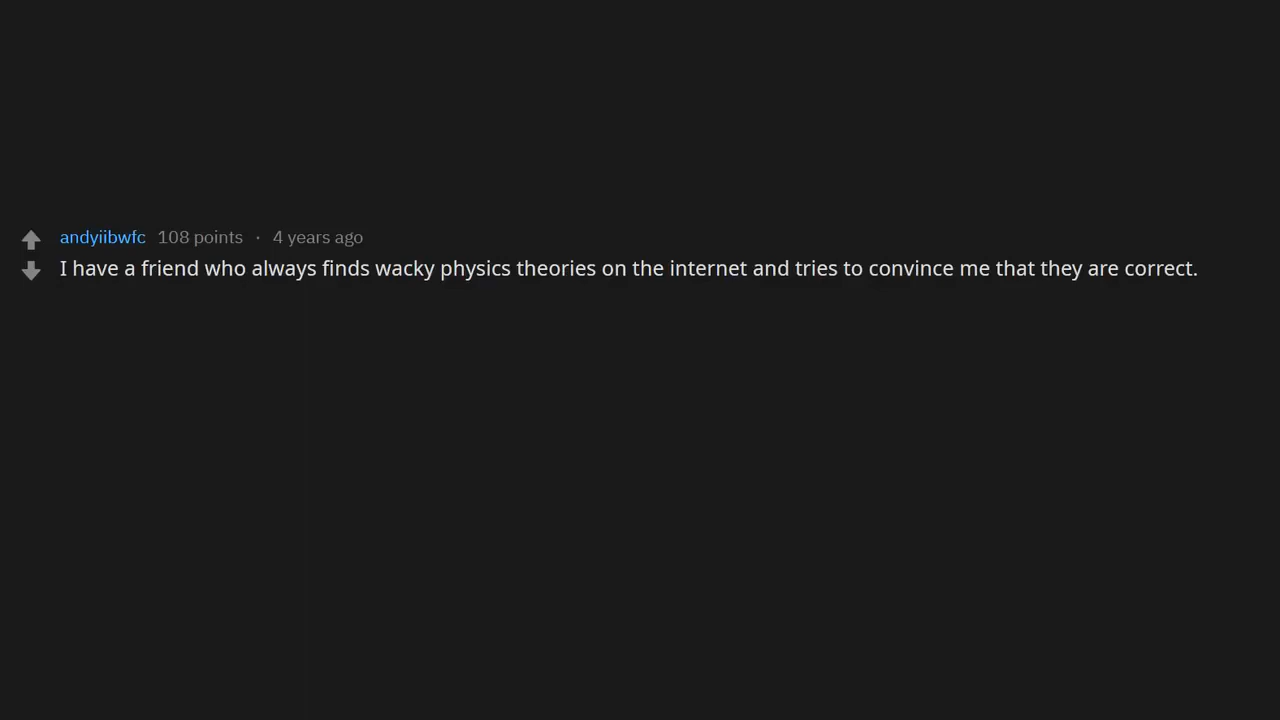 andyiibwfc 108 points · 4 years ago
I have a friend who always finds wacky physics theories on the internet and tries to convince me that they are correct.